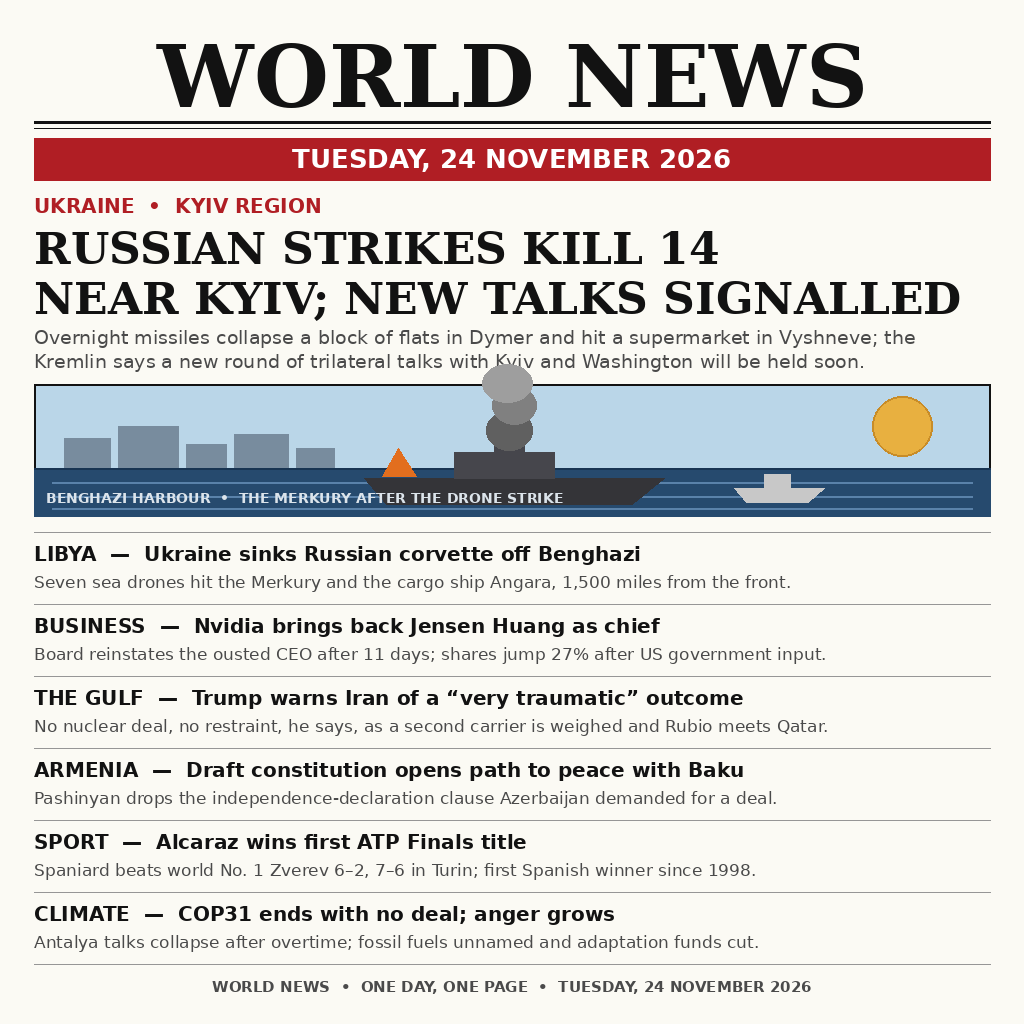 WORLD NEWS
TUESDAY, 24 NOVEMBER 2026
UKRAINE • KYIV REGION
RUSSIAN STRIKES KILL 14
NEAR KYIV; NEW TALKS SIGNALLED
Overnight missiles collapse a block of flats in Dymer and hit a supermarket in Vyshneve; the
Kremlin says a new round of trilateral talks with Kyiv and Washington will be held soon.
BENGHAZI HARBOUR • THE MERKURY AFTER THE DRONE STRIKE
LIBYA — Ukraine sinks Russian corvette off Benghazi
Seven sea drones hit the Merkury and the cargo ship Angara, 1,500 miles from the front.
BUSINESS — Nvidia brings back Jensen Huang as chief
Board reinstates the ousted CEO after 11 days; shares jump 27% after US government input.
THE GULF — Trump warns Iran of a “very traumatic” outcome
No nuclear deal, no restraint, he says, as a second carrier is weighed and Rubio meets Qatar.
ARMENIA — Draft constitution opens path to peace with Baku
Pashinyan drops the independence-declaration clause Azerbaijan demanded for a deal.
SPORT — Alcaraz wins first ATP Finals title
Spaniard beats world No. 1 Zverev 6–2, 7–6 in Turin; first Spanish winner since 1998.
CLIMATE — COP31 ends with no deal; anger grows
Antalya talks collapse after overtime; fossil fuels unnamed and adaptation funds cut.
WORLD NEWS • ONE DAY, ONE PAGE • TUESDAY, 24 NOVEMBER 2026